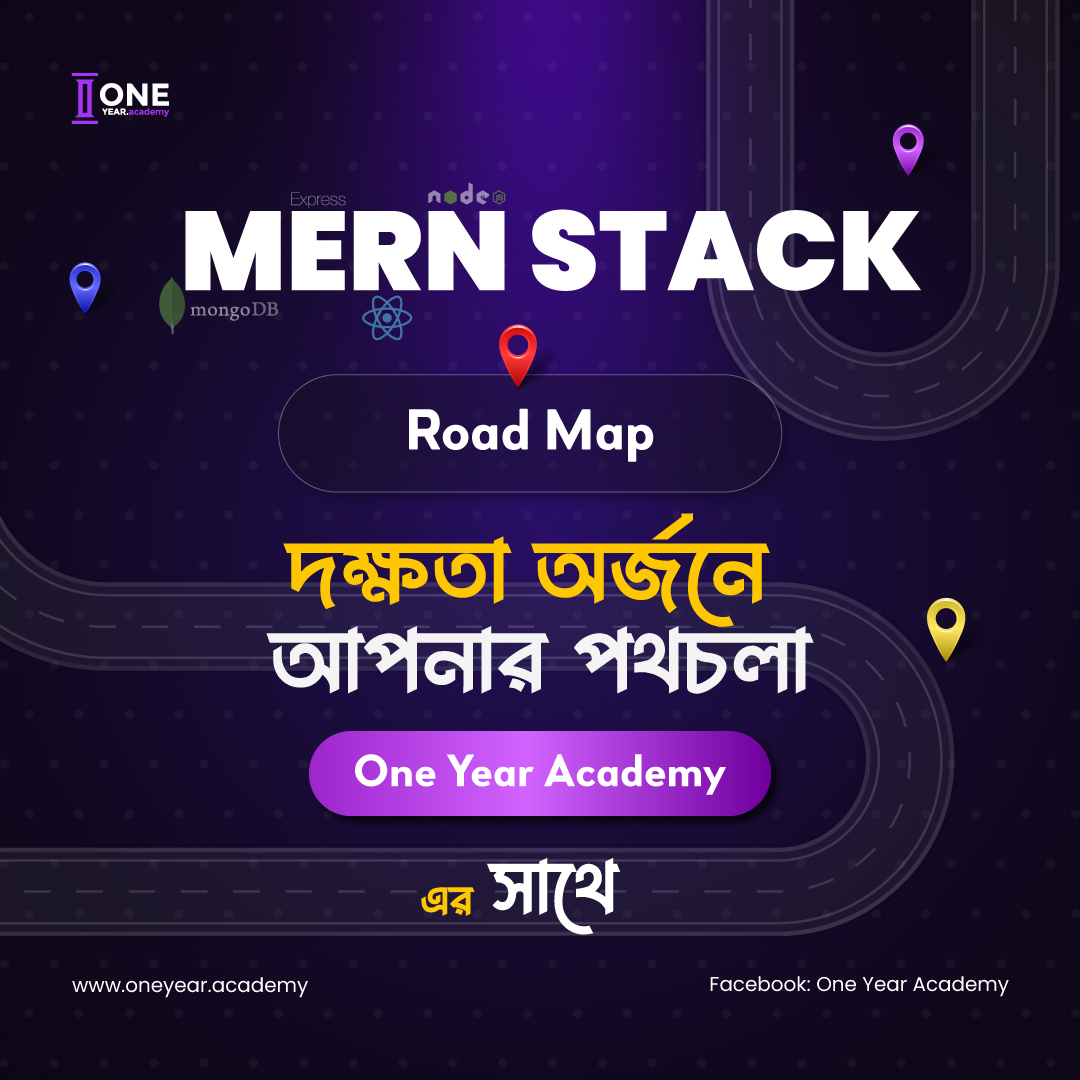 ONE
YEAR.academy
Express
node JS
MERN STACK
mongoDB
Road Map
দক্ষতা অর্জনে
আপনার পথচলা
One Year Academy
এর সাথে
www.oneyear.academy
Facebook: One Year Academy